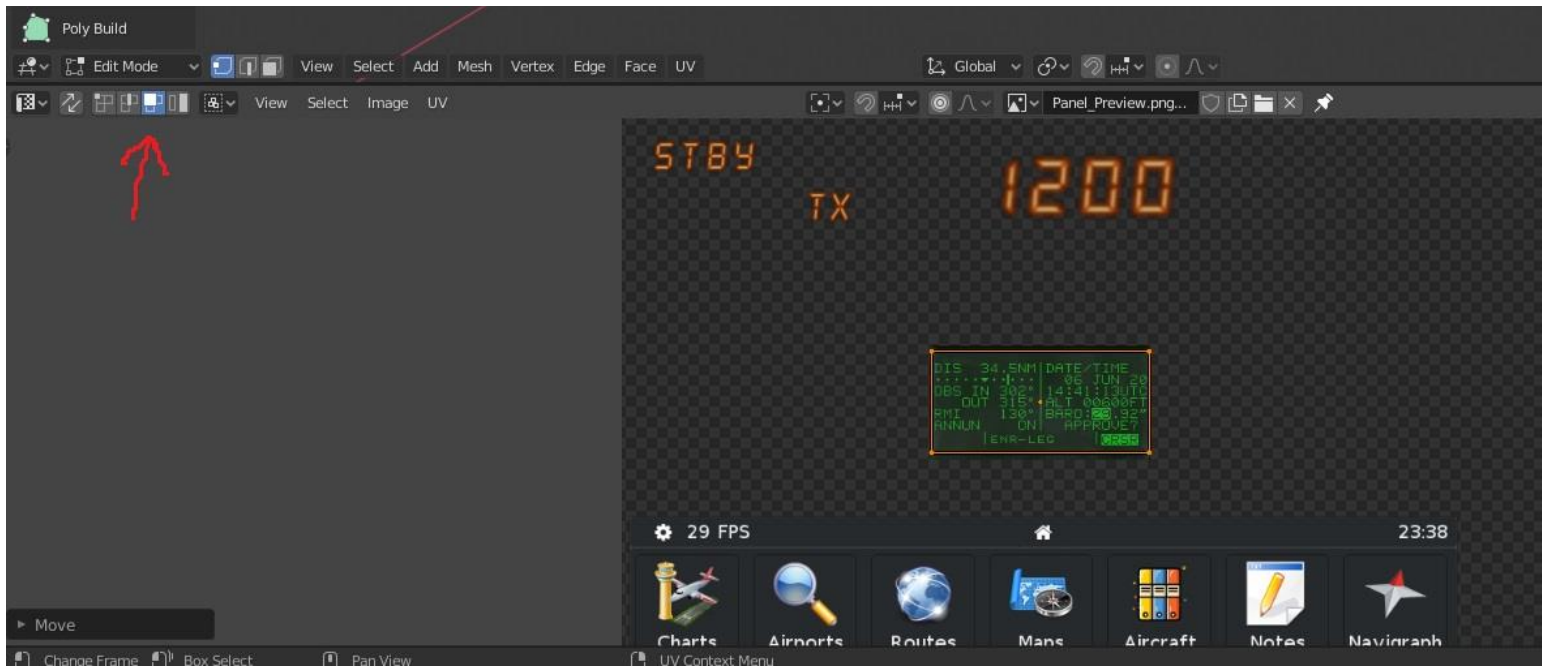 Poly Build
Edit Mode View Select Add Mesh Vertex Edge Face UV Global
View Select Image UV Panel_Preview.png...
STBY
1200
TX
DIS 34.5NM DATE/TIME
06 JUN 20
OBS IN 302° 14:41:13UTC
OUT 315° ALT 00600FT
RMI 130° BARO:29.92"
ANNUN ON APPROVE?
ENR-LEG CRSR
29 FPS 23:38
Charts Airports Routes Maps Aircraft Notes Navigraph
Move
Change Frame Box Select Pan View UV Context Menu